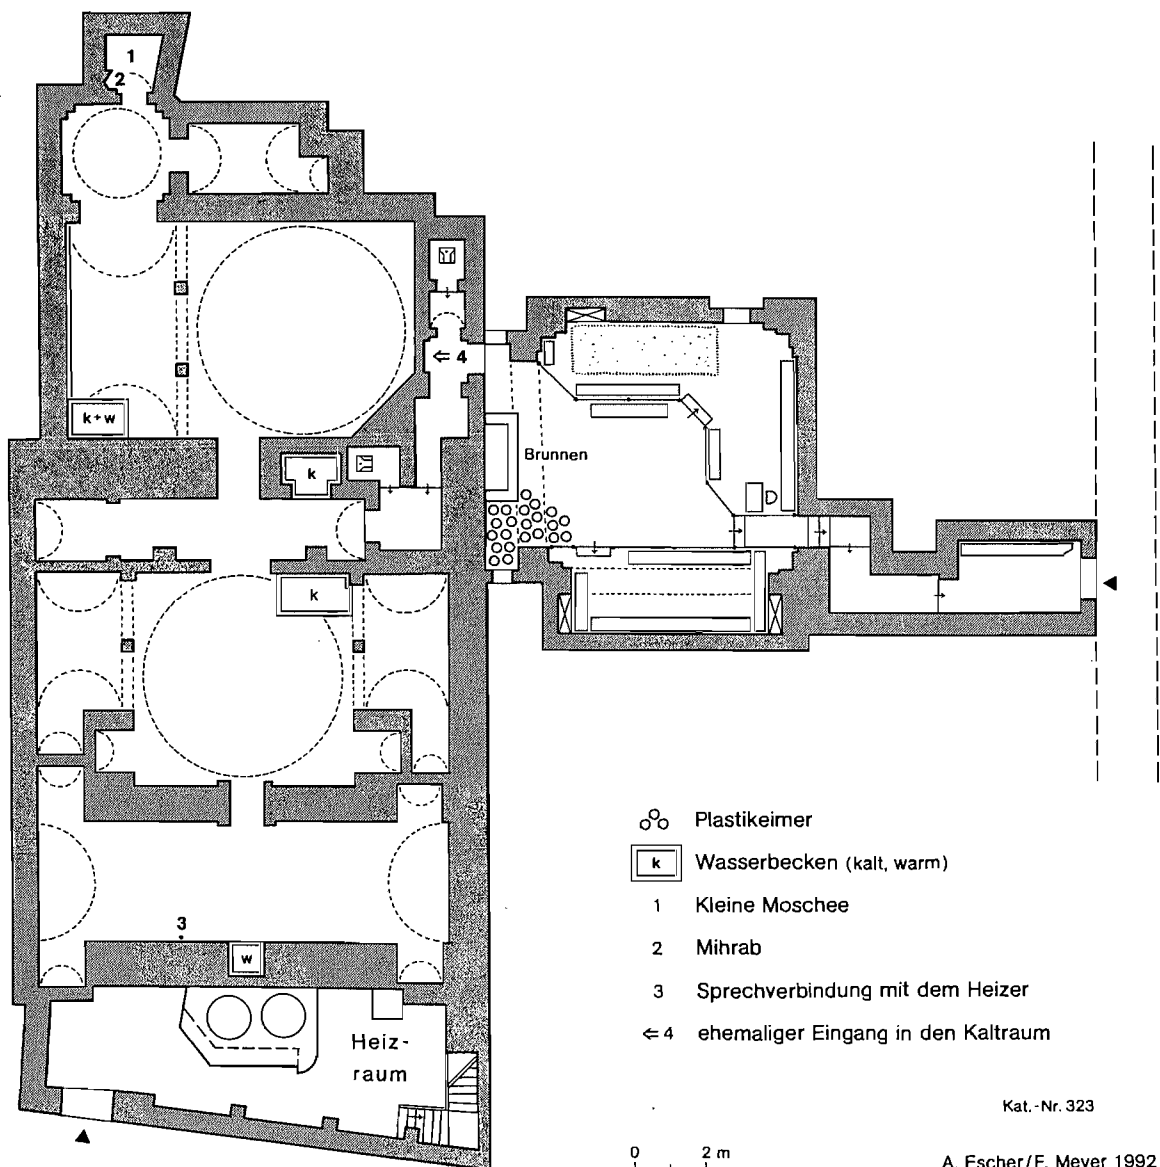 1
2
⇐ 4
k+w
k
Brunnen
k
3
w
Heiz-
raum
Plastikeimer
k Wasserbecken (kalt, warm)
1 Kleine Moschee
2 Mihrab
3 Sprechverbindung mit dem Heizer
⇐ 4 ehemaliger Eingang in den Kaltraum
Kat.-Nr. 323
0 2 m
A. Escher/F. Meyer 1992